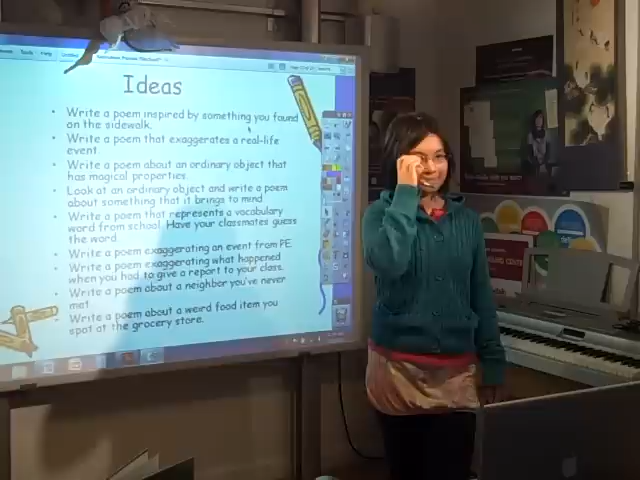 Tools Help
Ideas
• Write a poem inspired by something you found
on the sidewalk.
• Write a poem that exaggerates a real-life
event.
• Write a poem about an ordinary object that
has magical properties.
• Look at an ordinary object and write a poem
about something that it brings to mind.
• Write a poem that represents a vocabulary
word from school. Have your classmates guess
the word.
• Write a poem exaggerating an event from PE.
• Write a poem exaggerating what happened
when you had to give a report to your class.
• Write a poem about a neighbor you've never
met.
• Write a poem about a weird food item you
spot at the grocery store.